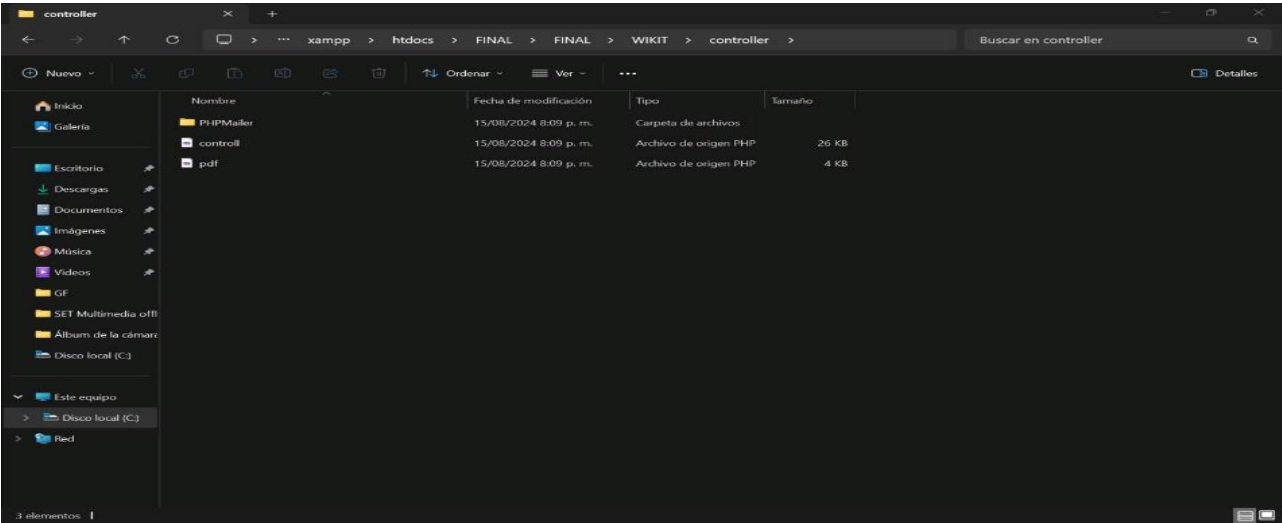 controller
xampp > htdocs > FINAL > FINAL > WIKIT > controller >
Buscar en controller
Nuevo
Ordenar
Ver
Detalles
Inicio
Galería
Escritorio
Descargas
Documentos
Imágenes
Música
Videos
GF
SET Multimedia offl
Álbum de la cámara
Disco local (C:)
Este equipo
Disco local (C:)
Red
Nombre Fecha de modificación Tipo Tamaño
PHPMailer 15/08/2024 8:09 p. m. Carpeta de archivos
controll 15/08/2024 8:09 p. m. Archivo de origen PHP 26 KB
pdf 15/08/2024 8:09 p. m. Archivo de origen PHP 4 KB
3 elementos